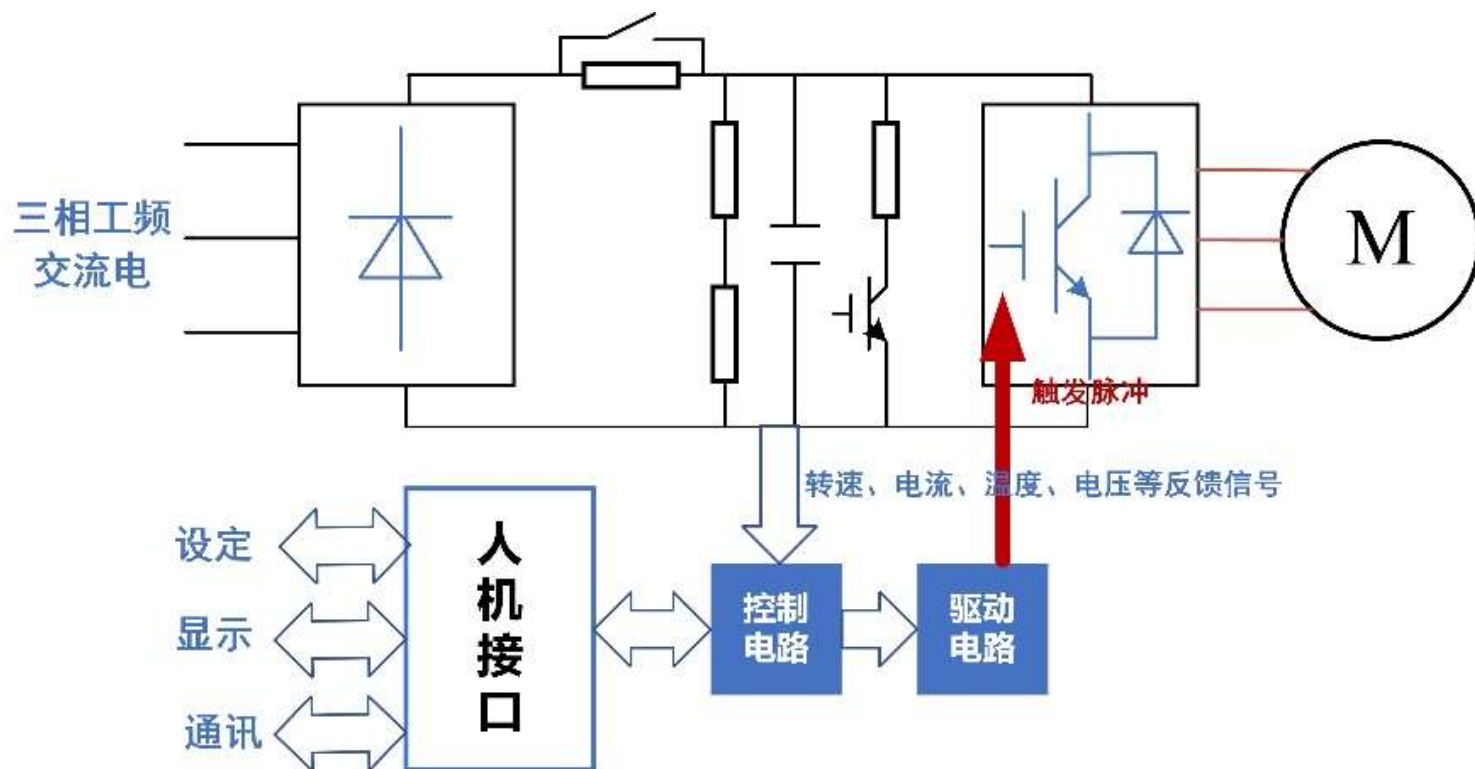 三相工频
交流电
M
触发脉冲
转速、电流、温度、电压等反馈信号
设定
显示
通讯
人
机
接
口
控制
电路
驱动
电路